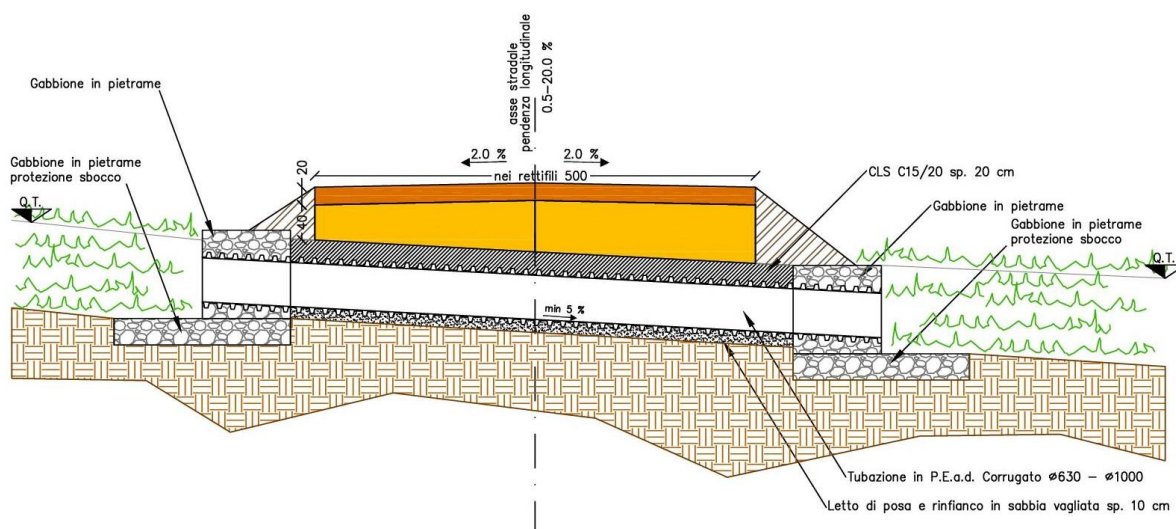 Gabbione in pietrame
Gabbione in pietrame
protezione sbocco
Q.T.
asse stradale
pendenza longitudinale
0.5-20.0 %
2.0 %
2.0 %
nei rettifili 500
20
40
CLS C15/20 sp. 20 cm
Gabbione in pietrame
Gabbione in pietrame
protezione sbocco
Q.T.
min 5 %
Tubazione in P.E.a.d. Corrugato ø630 - ø1000
Letto di posa e rinfianco in sabbia vagliata sp. 10 cm